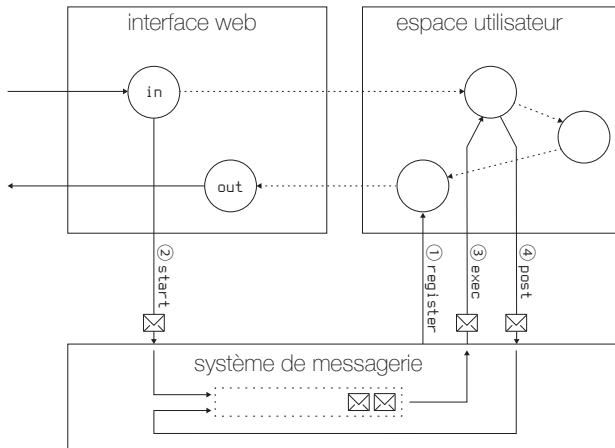 interface web
espace utilisateur
in
out
② start
① register
③ exec
④ post
système de messagerie